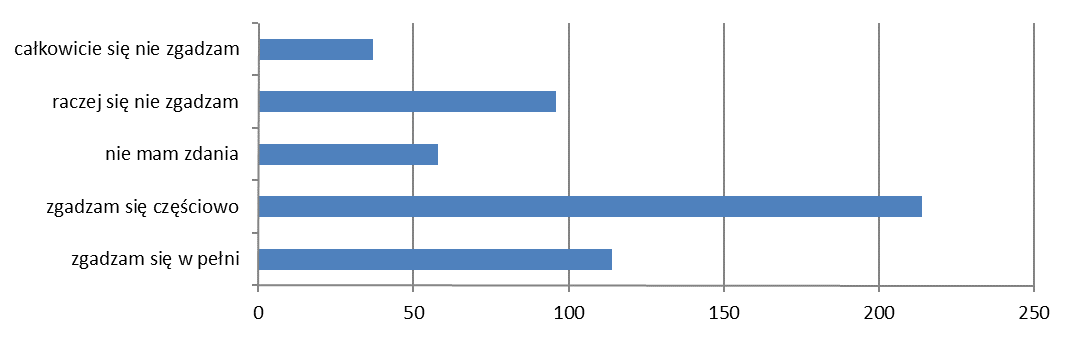 całkowicie się nie zgadzam
raczej się nie zgadzam
nie mam zdania
zgadzam się częściowo
zgadzam się w pełni
0 50 100 150 200 250